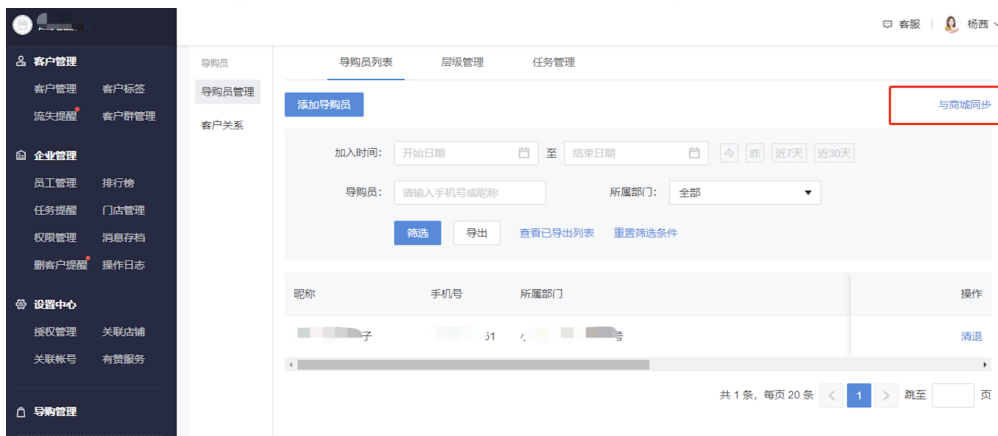 客服
杨茜
客户管理
客户管理 客户标签
流失提醒 客户群管理
企业管理
员工管理 排行榜
任务提醒 门店管理
权限管理 消息存档
删客户提醒 操作日志
设置中心
授权管理 关联店铺
关联帐号 有赞服务
导购管理
导购员
导购员管理
客户关系
导购员列表 层级管理 任务管理
添加导购员 与商城同步
加入时间: 开始日期 至 结束日期 今 昨 近7天 近30天
导购员: 请输入手机号或昵称 所属部门: 全部
筛选 导出 查看已导出列表 重置筛选条件
昵称 手机号 所属部门 操作
子 51 号 清退
共 1 条, 每页 20 条 1 跳至 页